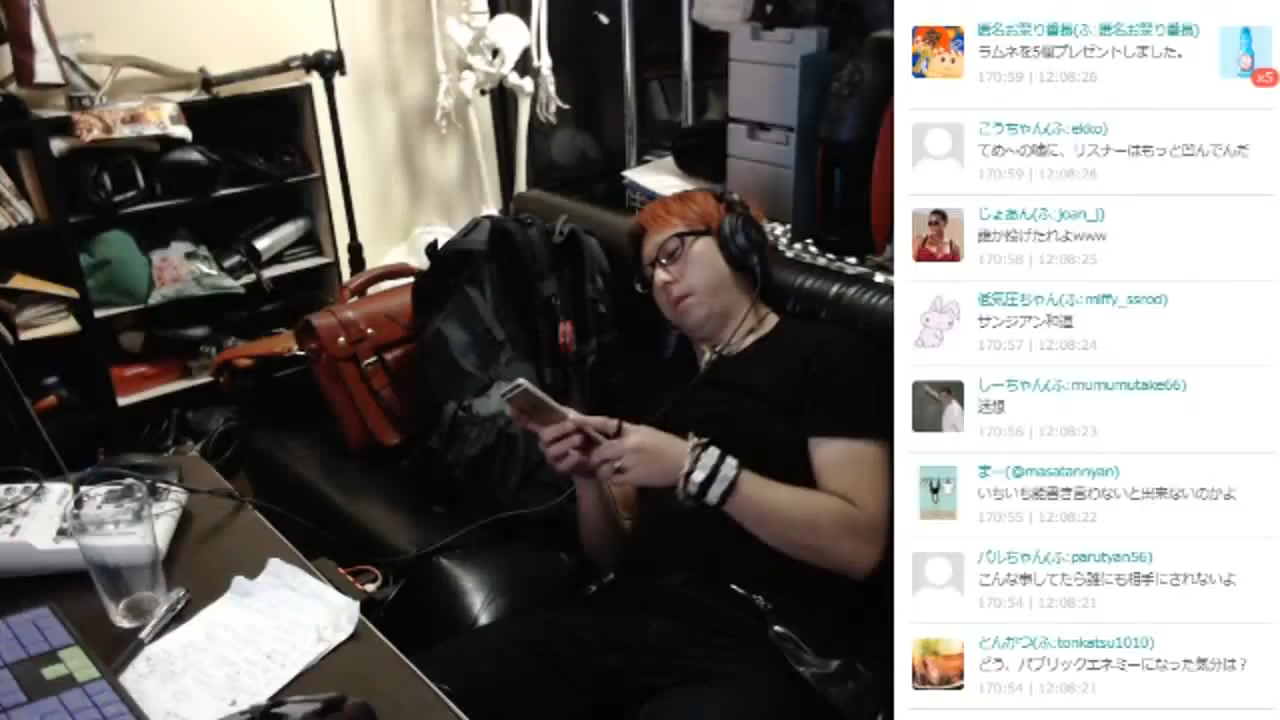 匿名お祭り番長(ふ:匿名お祭り番長)
ラムネを5個プレゼントしました。
170:59 | 12:08:26
x5
こうちゃん(ふ:ekko)
てめーの嘘に、リスナーはもっと凹んでんだ
170:59 | 12:08:26
じょあん(ふ:joan_j)
誰か投げたれよwww
170:58 | 12:08:25
低気圧ちゃん(ふ:miffy_ssrod)
サンジアン和道
170:57 | 12:08:24
しーちゃん(ふ:mumumutake66)
迷想
170:56 | 12:08:23
まー(@masatannyan)
いちいち能書き言わないと出来ないのかよ
170:55 | 12:08:22
パルちゃん(ふ:parutyan56)
こんな事してたら誰にも相手にされないよ
170:54 | 12:08:21
とんかつ(ふ:tonkatsu1010)
どう、パブリックエネミーになった気分は？
170:54 | 12:08:21